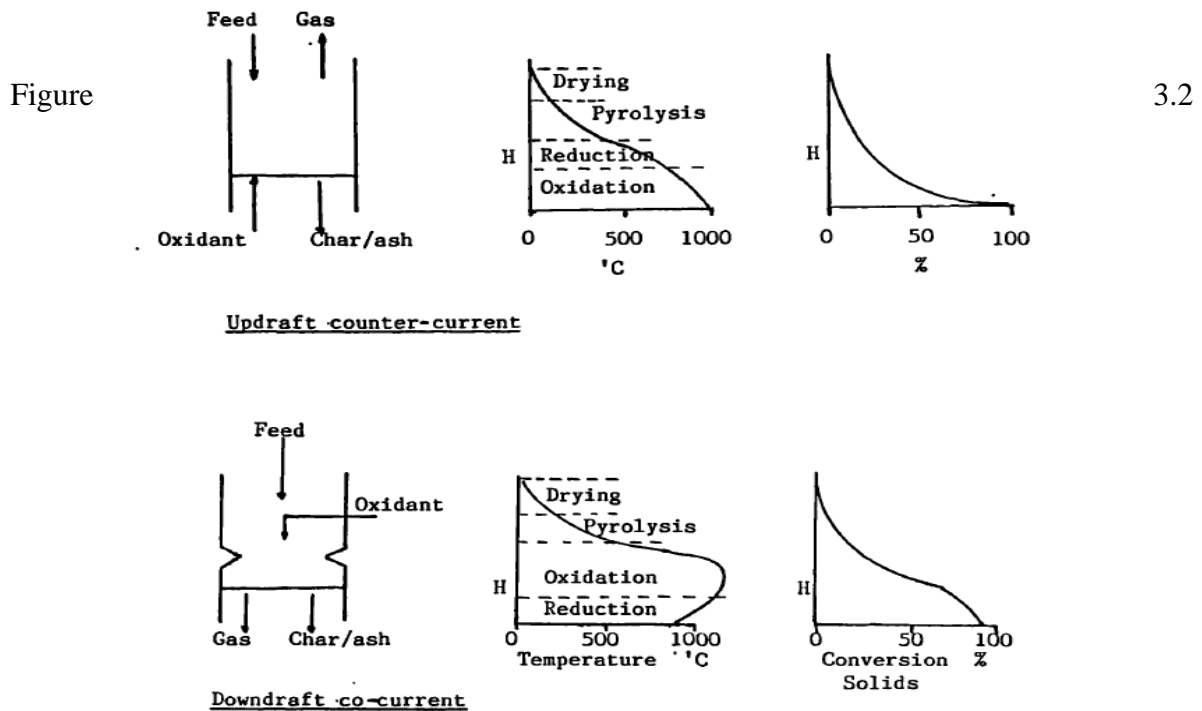 Feed Gas
Figure 3.2
Oxidant Char/ash
H
Drying
Pyrolysis
Reduction
Oxidation
0 500 1000
'C
H
0 50 100
%
Updraft counter-current
Feed
Oxidant
Gas Char/ash
H
Drying
Pyrolysis
Oxidation
Reduction
0 500 1000
Temperature 'C
H
0 50 100
Conversion %
Solids
Downdraft co-current